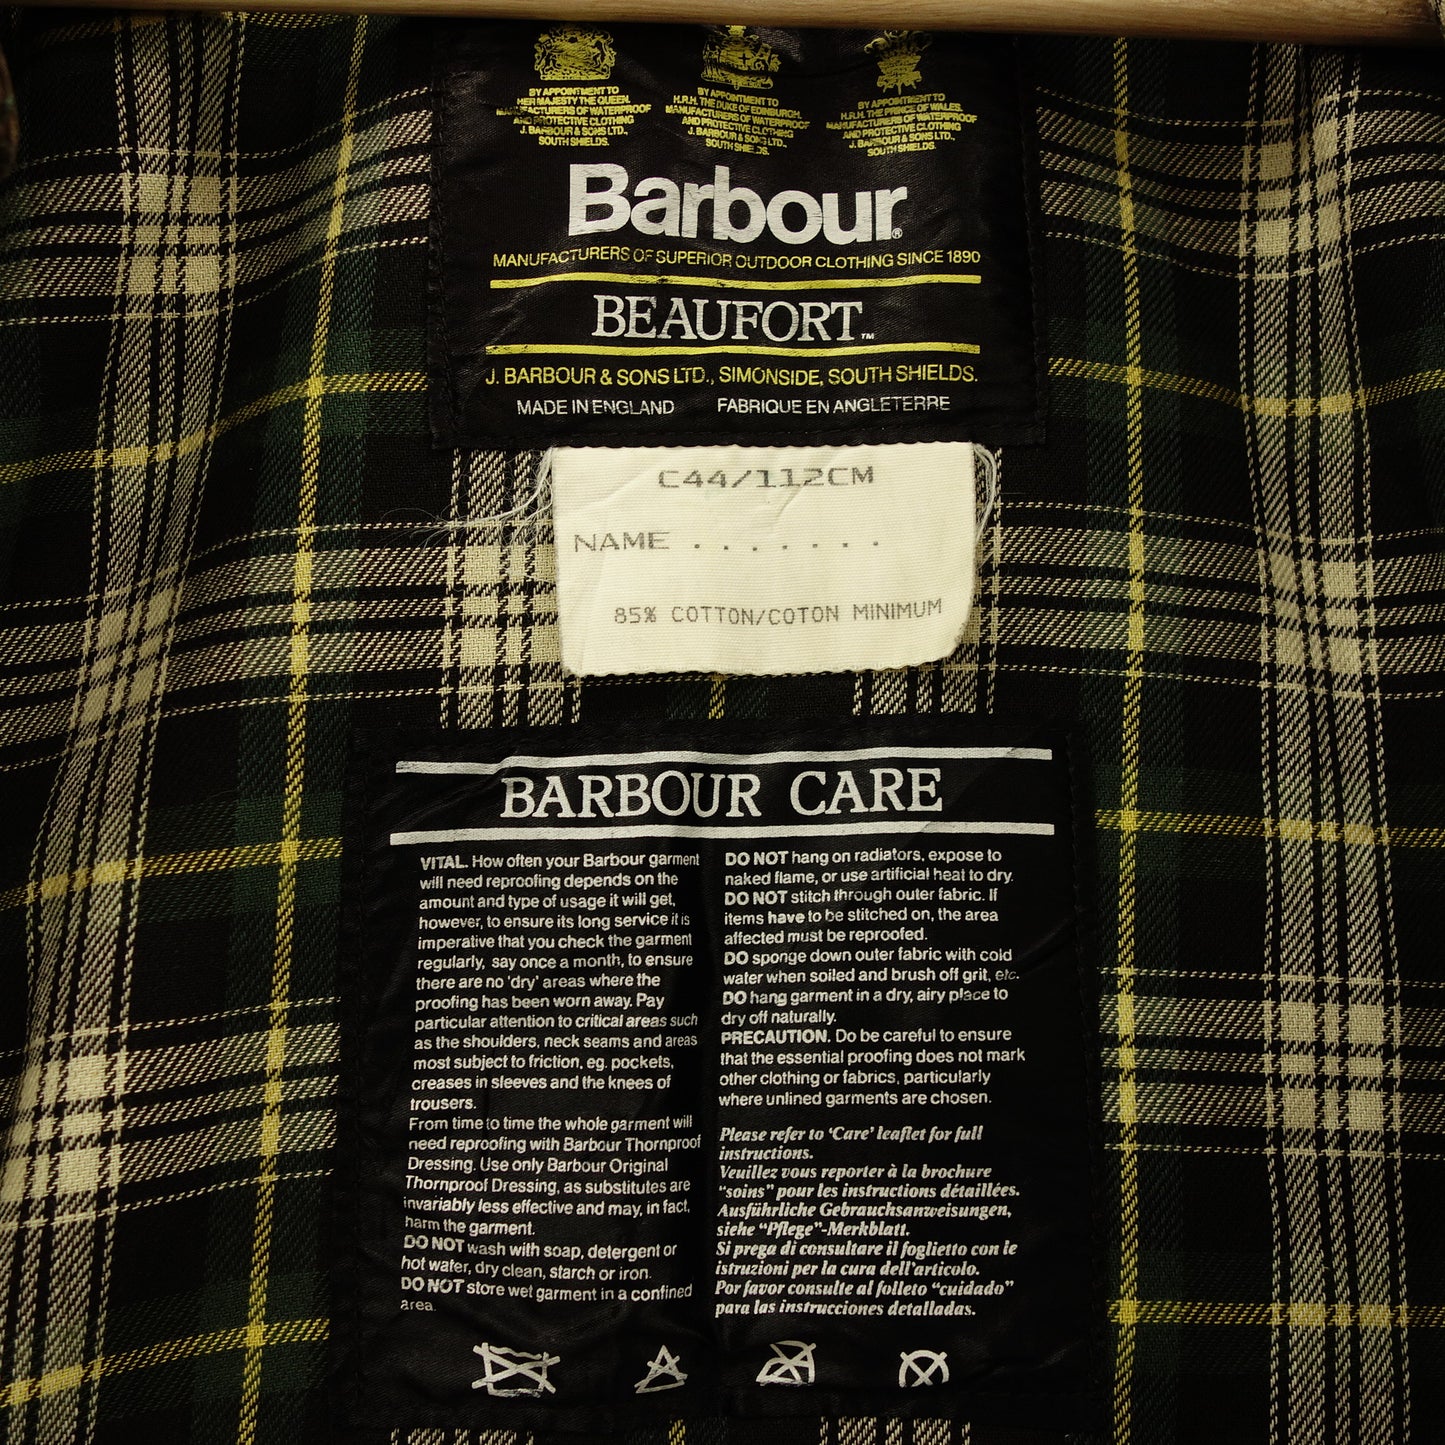 BY APPOINTMENT TO
HER MAJESTY THE QUEEN.
MANUFACTURERS OF WATERPROOF
AND PROTECTIVE CLOTHING
J. BARBOUR & SONS LTD.,
SOUTH SHIELDS.
BY APPOINTMENT TO
H.R.H. THE DUKE OF EDINBURGH.
MANUFACTURERS OF WATERPROOF
AND PROTECTIVE CLOTHING
J. BARBOUR & SONS LTD.,
SOUTH SHIELDS.
BY APPOINTMENT TO
H.R.H. THE PRINCE OF WALES.
MANUFACTURERS OF WATERPROOF
AND PROTECTIVE CLOTHING
J. BARBOUR & SONS LTD.,
SOUTH SHIELDS.
Barbour®
MANUFACTURERS OF SUPERIOR OUTDOOR CLOTHING SINCE 1890
BEAUFORT™
J. BARBOUR & SONS LTD., SIMONSIDE, SOUTH SHIELDS.
MADE IN ENGLAND FABRIQUE EN ANGLETERRE
C44/112CM
NAME . . . . . . .
85% COTTON/COTON MINIMUM
BARBOUR CARE
VITAL. How often your Barbour garment
will need reproofing depends on the
amount and type of usage it will get,
however, to ensure its long service it is
imperative that you check the garment
regularly, say once a month, to ensure
there are no 'dry' areas where the
proofing has been worn away. Pay
particular attention to critical areas such
as the shoulders, neck seams and areas
most subject to friction, eg. pockets,
creases in sleeves and the knees of
trousers.
From time to time the whole garment will
need reproofing with Barbour Thornproof
Dressing. Use only Barbour Original
Thornproof Dressing, as substitutes are
invariably less effective and may, in fact,
harm the garment.
DO NOT wash with soap, detergent or
hot water, dry clean, starch or iron.
DO NOT store wet garment in a confined
area.
DO NOT hang on radiators, expose to
naked flame, or use artificial heat to dry.
DO NOT stitch through outer fabric. If
items have to be stitched on, the area
affected must be reproofed.
DO sponge down outer fabric with cold
water when soiled and brush off grit, etc.
DO hang garment in a dry, airy place to
dry off naturally.
PRECAUTION. Do be careful to ensure
that the essential proofing does not mark
other clothing or fabrics, particularly
where unlined garments are chosen.
Please refer to 'Care' leaflet for full
instructions.
Veuillez vous reporter à la brochure
"soins" pour les instructions détaillées.
Ausführliche Gebrauchsanweisungen,
siehe "Pflege"-Merkblatt.
Si prega di consultare il foglietto con le
istruzioni per la cura dell'articolo.
Por favor consulte al folleto "cuidado"
para las instrucciones detalladas.